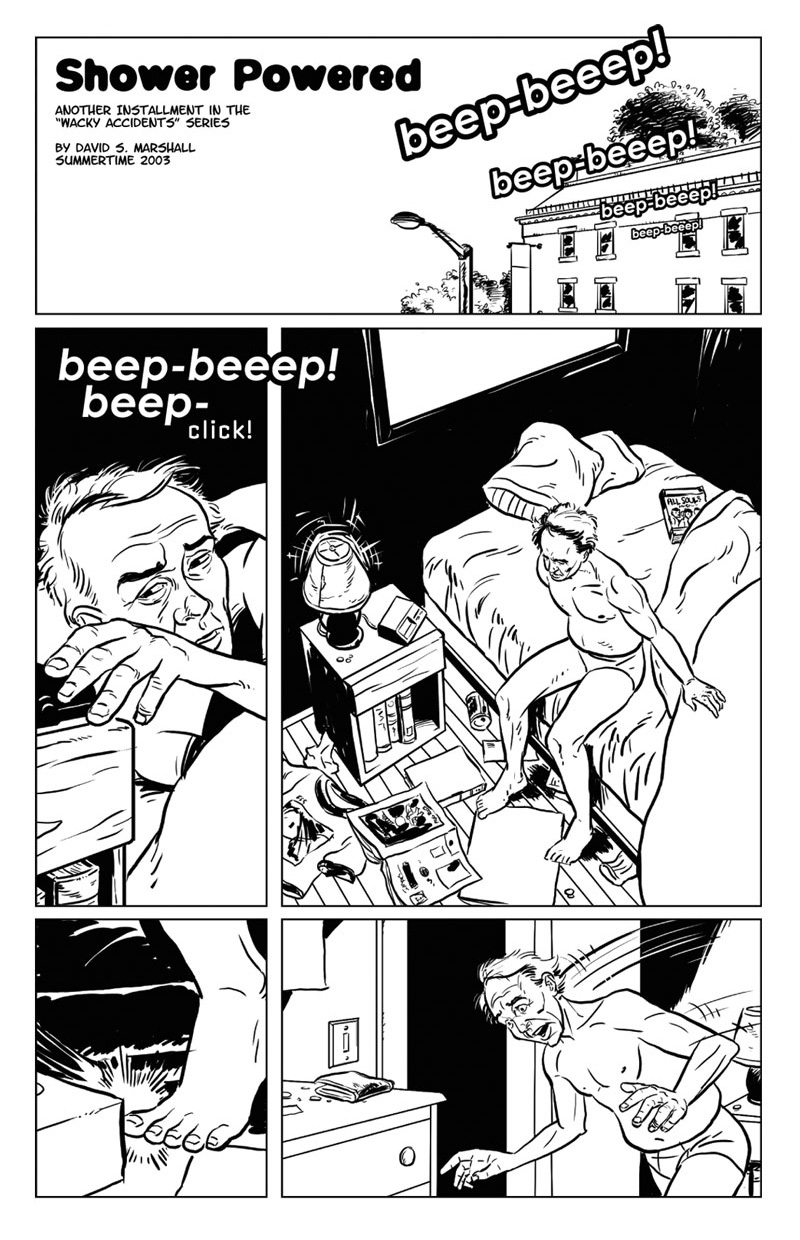 Shower Powered
ANOTHER INSTALLMENT IN THE
"WACKY ACCIDENTS" SERIES
BY DAVID S. MARSHALL
SUMMERTIME 2003
beep-beeep!
beep-beeep!
beep-beeep!
beep-beeep!
beep-beeep!
beep-
click!
ALL SOULS